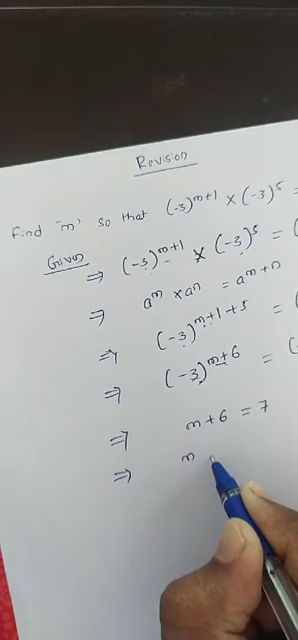 Revision
Find 'm' so that (-3)^{m+1} × (-3)^5 =
Given
⇒ (-3)^{m+1} × (-3)^5 = (
⇒ a^m × a^n = a^{m+n}
⇒ (-3)^{m+1+5} = (
⇒ (-3)^{m+6} = (-
⇒ m+6 = 7
⇒ m